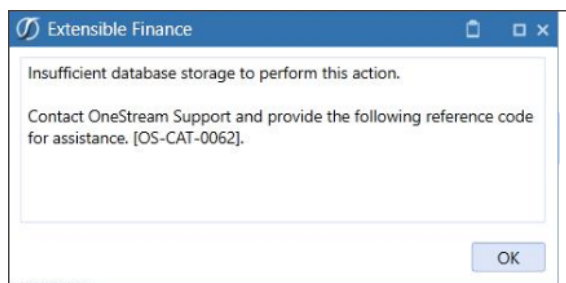 Extensible Finance
Insufficient database storage to perform this action.
Contact OneStream Support and provide the following reference code
for assistance. [OS-CAT-0062].
OK